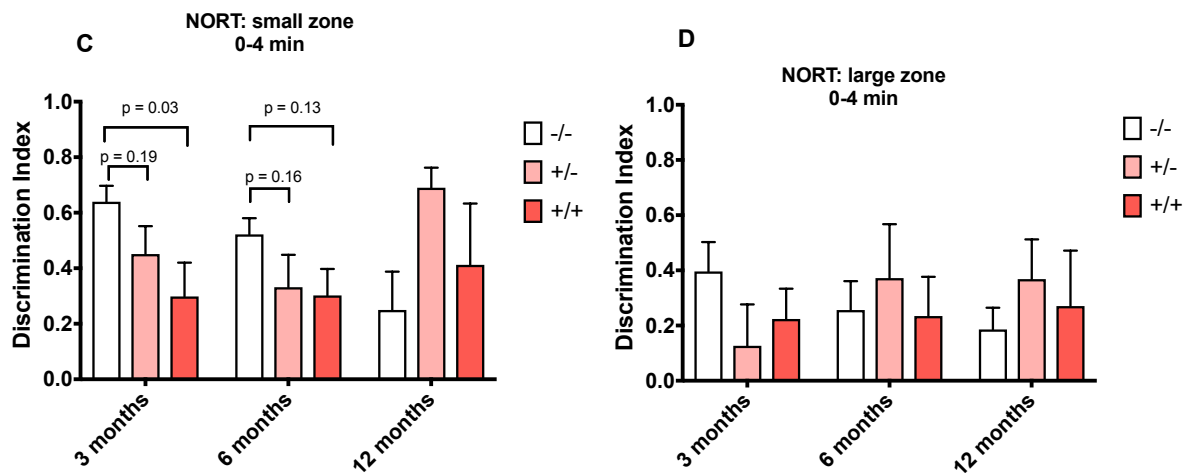 C
NORT: small zone
0-4 min
Discrimination Index
1.0
0.8
0.6
0.4
0.2
0.0
p = 0.03
p = 0.19
p = 0.13
p = 0.16
3 months
6 months
12 months
-/-
+/-
+/+
D
NORT: large zone
0-4 min
Discrimination Index
1.0
0.8
0.6
0.4
0.2
0.0
3 months
6 months
12 months
-/-
+/-
+/+